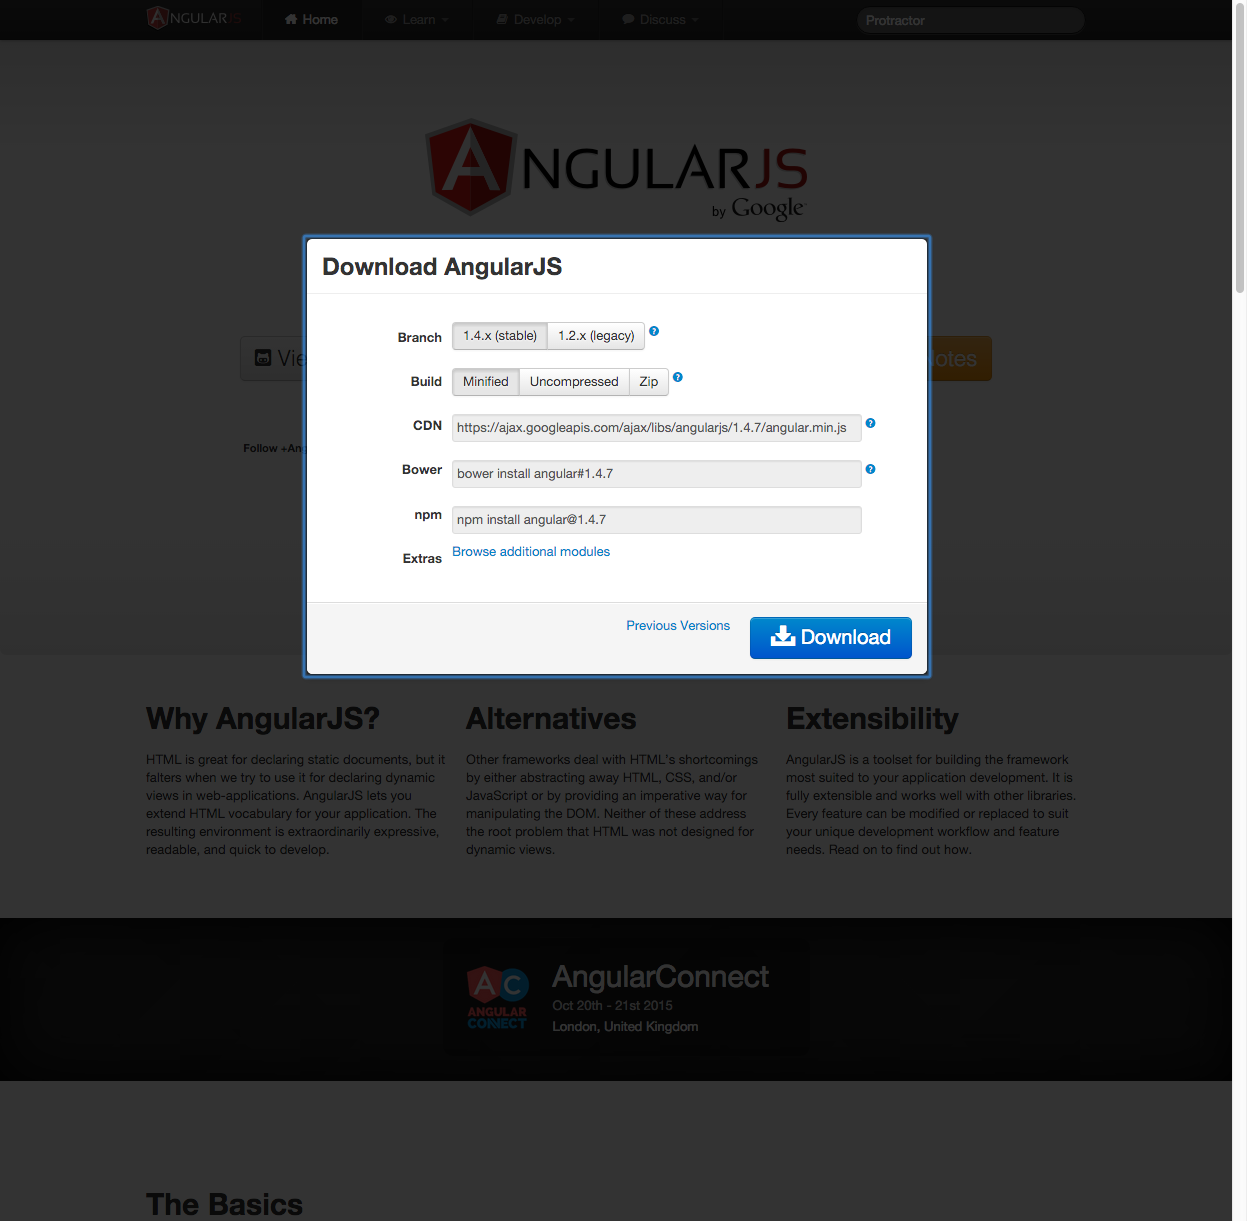 ANGULARJS
Home
Learn
Develop
Discuss
Protractor
ANGULARJS
by Google
Download AngularJS
Branch
1.4.x (stable)
1.2.x (legacy)
Build
Minified
Uncompressed
Zip
CDN
https://ajax.googleapis.com/ajax/libs/angularjs/1.4.7/angular.min.js
Bower
bower install angular#1.4.7
npm
npm install angular@1.4.7
Extras
Browse additional modules
Previous Versions
Download
Follow
Why AngularJS?
HTML is great for declaring static documents, but it
falters when we try to use it for declaring dynamic
views in web-applications. AngularJS lets you
extend HTML vocabulary for your application. The
resulting environment is extraordinarily expressive,
readable, and quick to develop.
Alternatives
Other frameworks deal with HTML's shortcomings
by either abstracting away HTML, CSS, and/or
JavaScript or by providing an imperative way for
manipulating the DOM. Neither of these address
the root problem that HTML was not designed for
dynamic views.
Extensibility
AngularJS is a toolset for building the framework
most suited to your application development. It is
fully extensible and works well with other libraries.
Every feature can be modified or replaced to suit
your unique development workflow and feature
needs. Read on to find out how.
AC
ANGULAR
CONNECT
AngularConnect
Oct 20th - 21st 2015
London, United Kingdom
The Basics